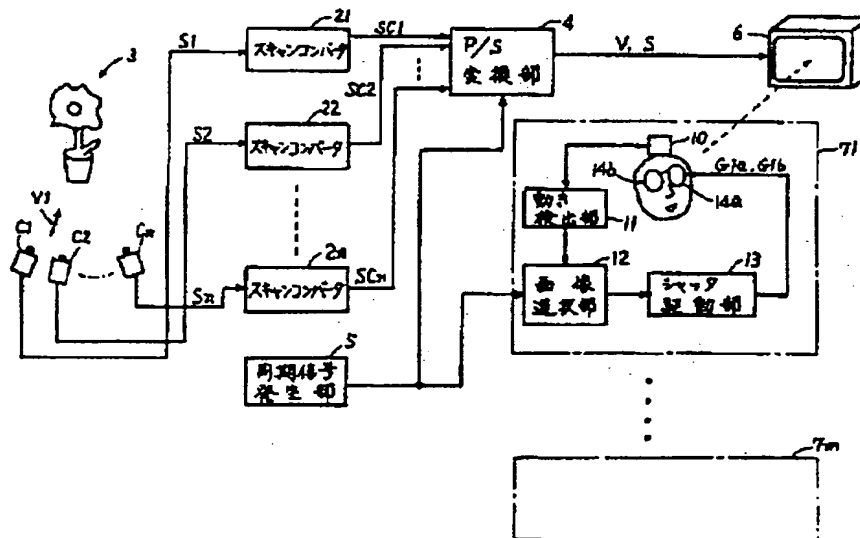 21
スキャンコンバータ
SC1
S1
3
4
P/S
変換部
V, S
6
SC2
22
スキャンコンバータ
S2
10
71
G1a, G1b
14b
14a
動き
検出部
11
V1
C1
C2
Cn
Sn
2n
スキャンコンバータ
SCn
12
画像
選択部
13
シャッタ
駆動部
5
同期信号
発生部
7m